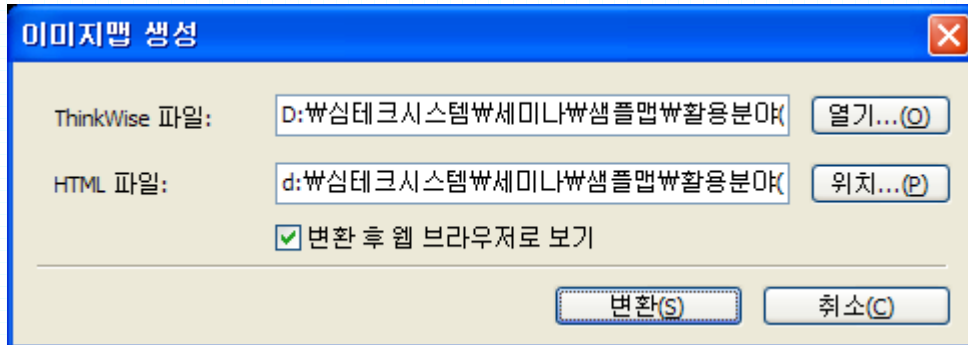 이미지맵 생성
ThinkWise 파일: D:₩심테크시스템₩세미나₩샘플맵₩활용분야( 열기...(O)
HTML 파일: d:₩심테크시스템₩세미나₩샘플맵₩활용분야( 위치...(P)
변환 후 웹 브라우저로 보기
변환(S) 취소(C)